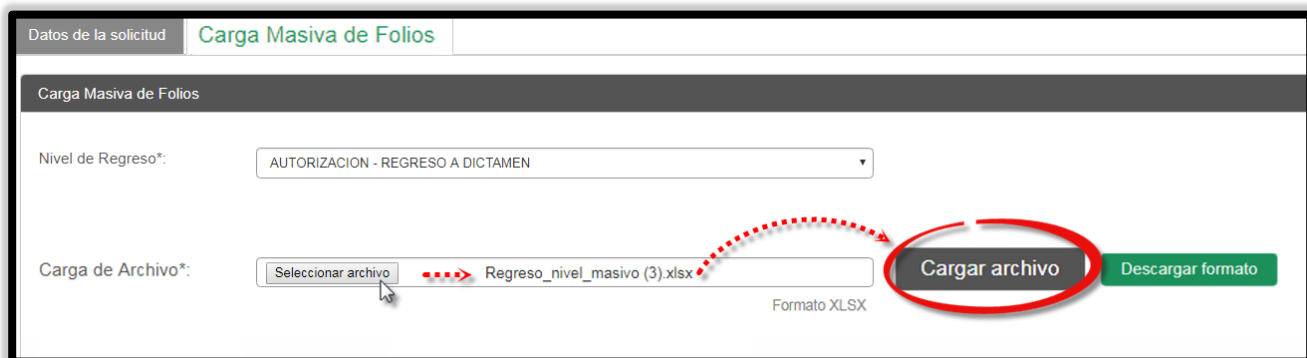 Datos de la solicitud Carga Masiva de Folios
Carga Masiva de Folios
Nivel de Regreso*: AUTORIZACION - REGRESO A DICTAMEN
Carga de Archivo*: Seleccionar archivo Regreso_nivel_masivo (3).xlsx Cargar archivo Descargar formato
Formato XLSX